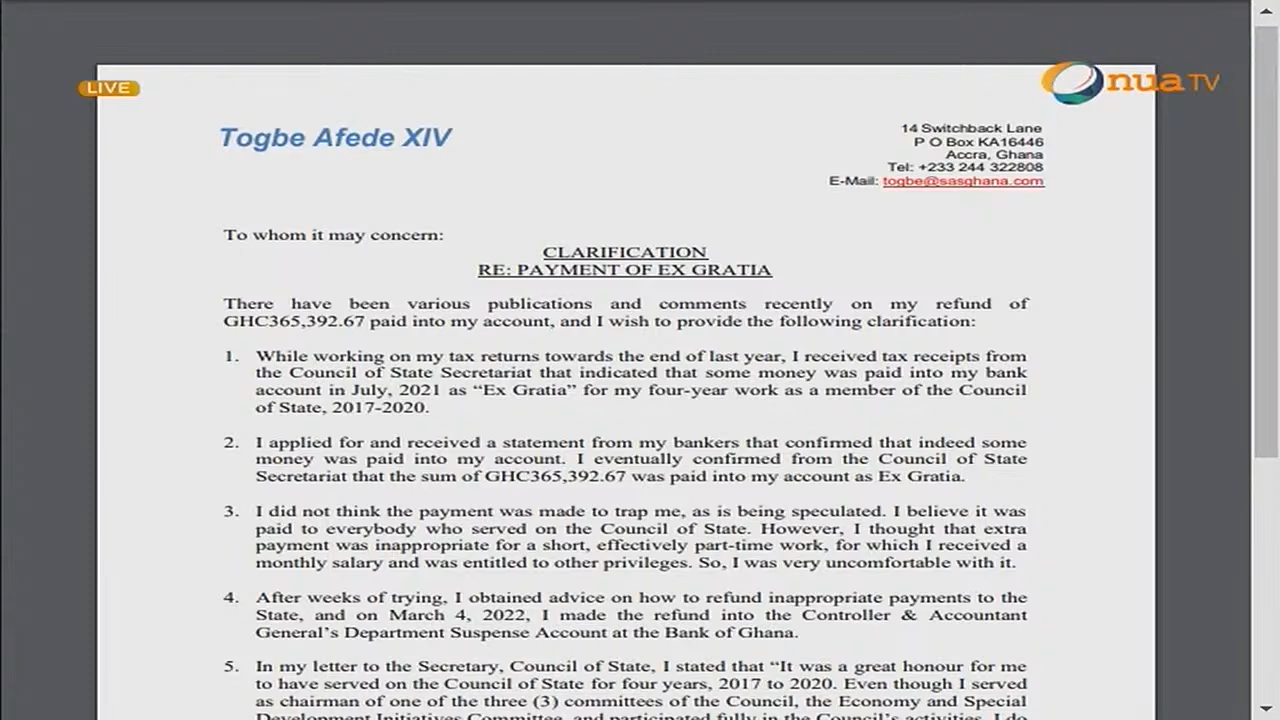 LIVE
nua TV
Togbe Afede XIV
14 Switchback Lane
P O Box KA16446
Accra, Ghana
Tel: +233 244 322808
E-Mail: togbe@sasghana.com
To whom it may concern:
CLARIFICATION
RE: PAYMENT OF EX GRATIA
There have been various publications and comments recently on my refund of
GHC365,392.67 paid into my account, and I wish to provide the following clarification:
1. While working on my tax returns towards the end of last year, I received tax receipts from
the Council of State Secretariat that indicated that some money was paid into my bank
account in July, 2021 as “Ex Gratia” for my four-year work as a member of the Council
of State, 2017-2020.
2. I applied for and received a statement from my bankers that confirmed that indeed some
money was paid into my account. I eventually confirmed from the Council of State
Secretariat that the sum of GHC365,392.67 was paid into my account as Ex Gratia.
3. I did not think the payment was made to trap me, as is being speculated. I believe it was
paid to everybody who served on the Council of State. However, I thought that extra
payment was inappropriate for a short, effectively part-time work, for which I received a
monthly salary and was entitled to other privileges. So, I was very uncomfortable with it.
4. After weeks of trying, I obtained advice on how to refund inappropriate payments to the
State, and on March 4, 2022, I made the refund into the Controller & Accountant
General’s Department Suspense Account at the Bank of Ghana.
5. In my letter to the Secretary, Council of State, I stated that “It was a great honour for me
to have served on the Council of State for four years, 2017 to 2020. Even though I served
as chairman of one of the three (3) committees of the Council, the Economy and Special
Development Initiatives Committee, and participated fully in the Council’s activities, I do